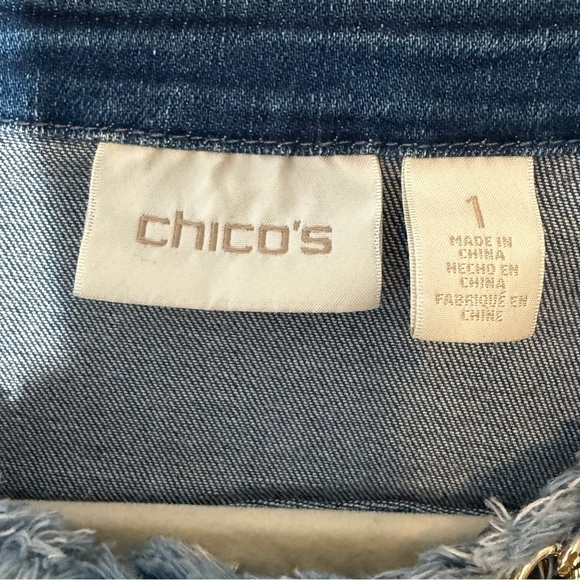 chico's
1
MADE IN
CHINA
HECHO EN
CHINA
FABRIQUÉ EN
CHINE